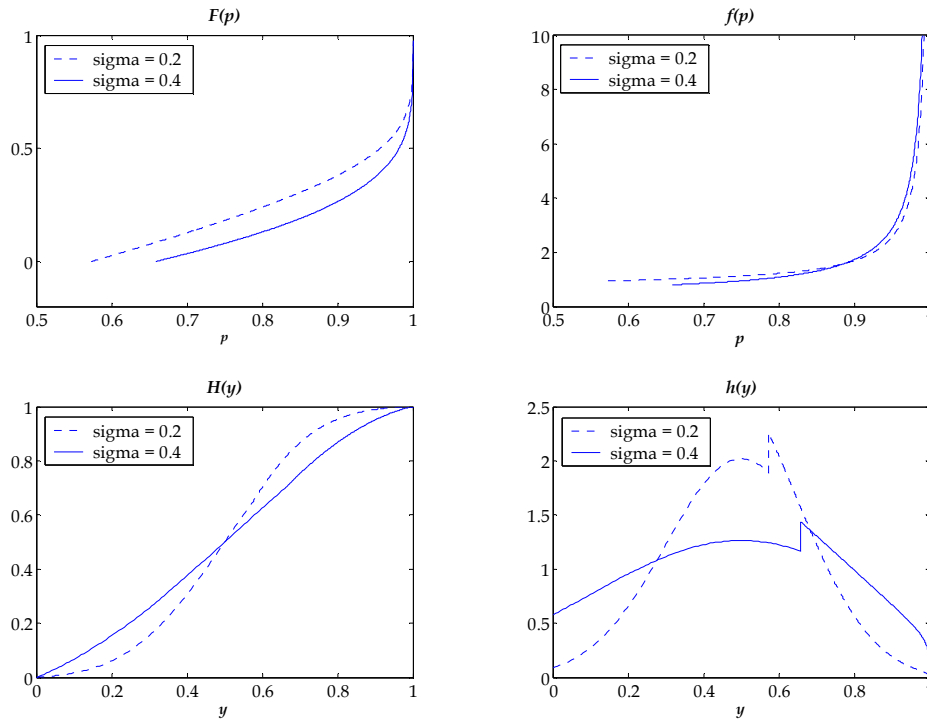 F(p)
1
0.5
0
sigma = 0.2
sigma = 0.4
0.5 0.6 0.7 0.8 0.9 1
p
f(p)
10
8
6
4
2
0
sigma = 0.2
sigma = 0.4
0.5 0.6 0.7 0.8 0.9 1
p
H(y)
1
0.8
0.6
0.4
0.2
0
sigma = 0.2
sigma = 0.4
0 0.2 0.4 0.6 0.8 1
y
h(y)
2.5
2
1.5
1
0.5
0
sigma = 0.2
sigma = 0.4
0 0.2 0.4 0.6 0.8 1
y